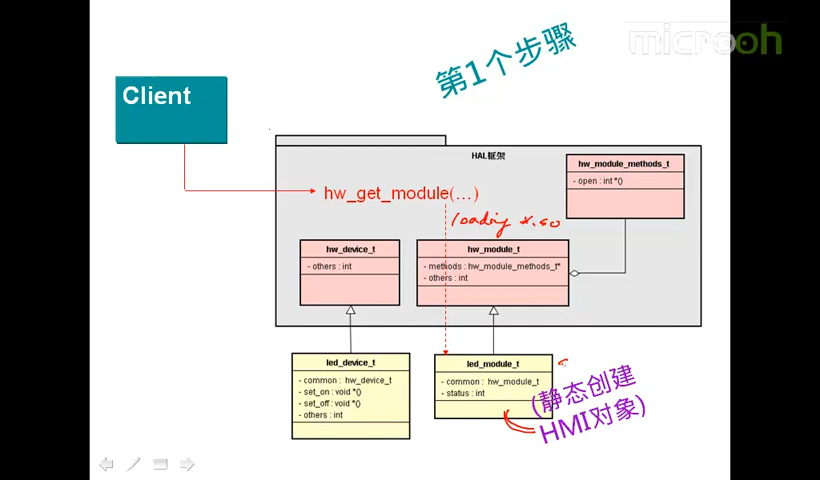 microoh
第1个步骤
Client
HAL框架
hw_module_methods_t
- open : int *()
hw_get_module(...)
loading *.so
hw_device_t
- others : int
hw_module_t
- methods : hw_module_methods_t*
- others : int
led_device_t
- common : hw_device_t
- set_on : void *()
- set_off : void *()
- others : int
led_module_t
- common : hw_module_t
- status : int
(静态创建
HMI对象)